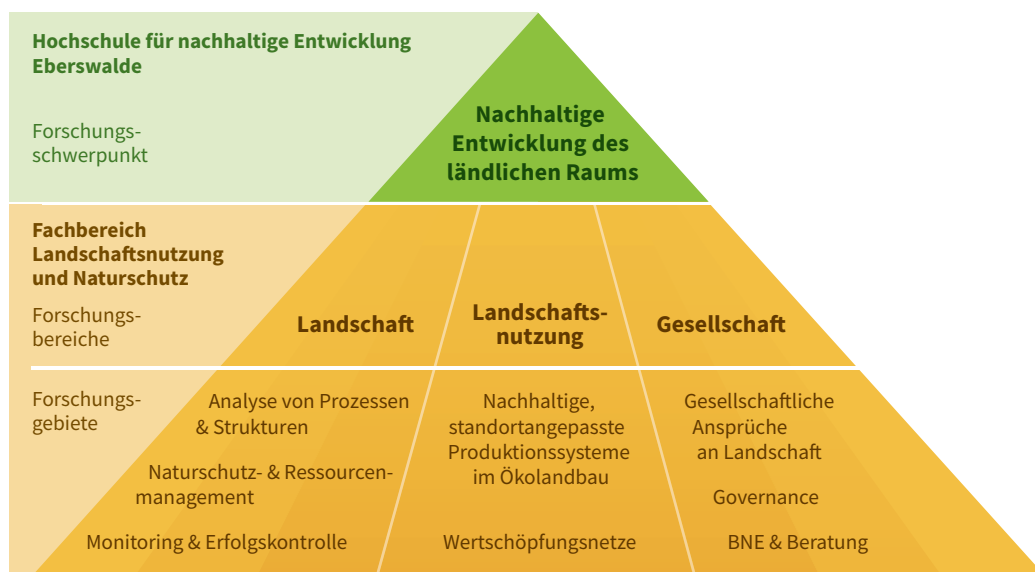 Hochschule für nachhaltige Entwicklung
Eberswalde
Forschungs-
schwerpunkt
Nachhaltige
Entwicklung des
ländlichen Raums
Fachbereich
Landschaftsnutzung
und Naturschutz
Forschungs-
bereiche
Landschaft
Landschafts-
nutzung
Gesellschaft
Forschungs-
gebiete
Analyse von Prozessen
& Strukturen
Naturschutz- & Ressourcen-
management
Monitoring & Erfolgskontrolle
Nachhaltige,
standortangepasste
Produktionssysteme
im Ökolandbau
Wertschöpfungsnetze
Gesellschaftliche
Ansprüche
an Landschaft
Governance
BNE & Beratung